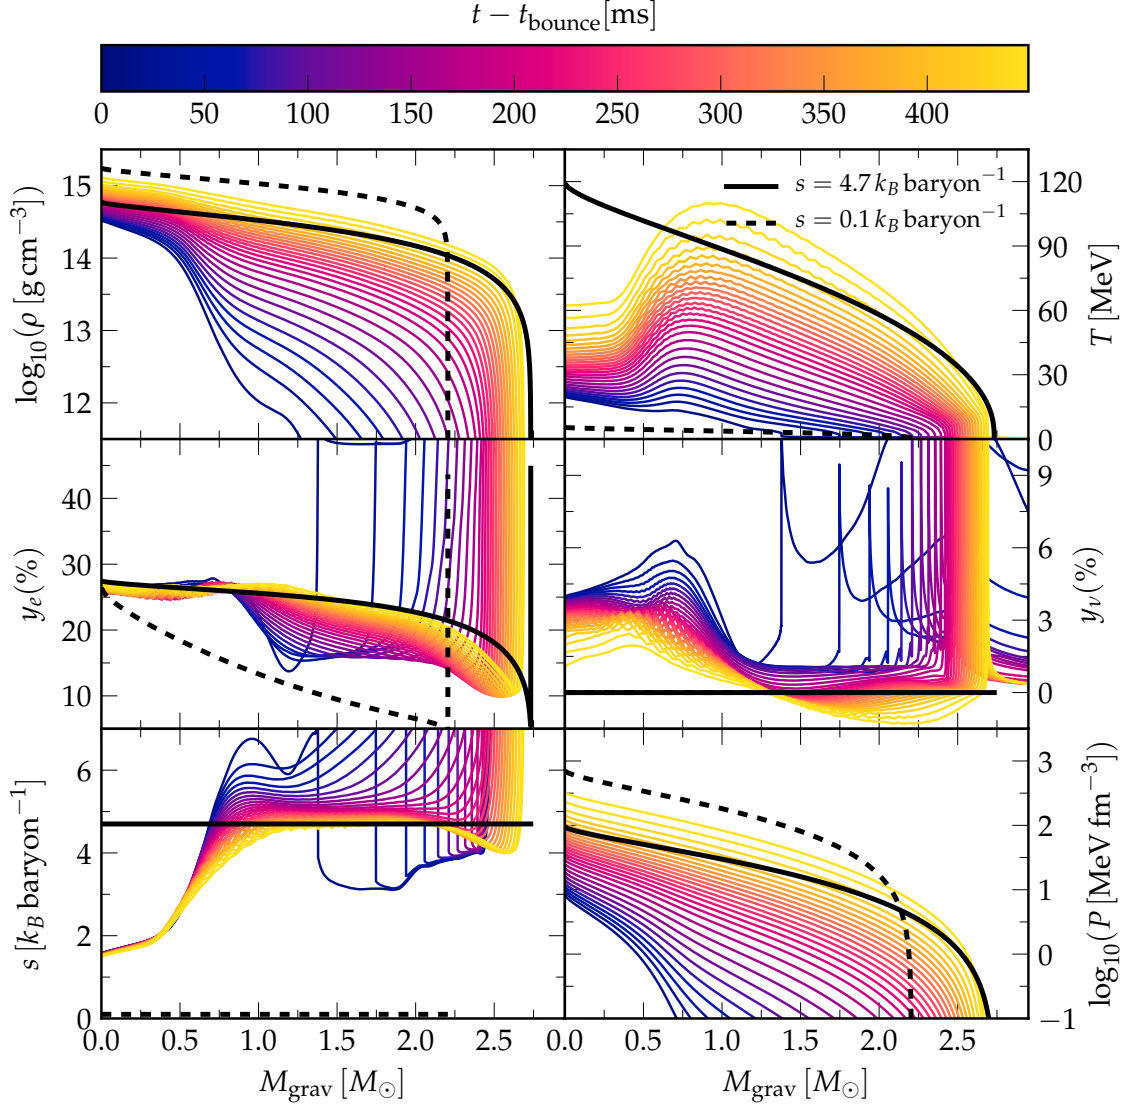 t − t_bounce[ms]
0 50 100 150 200 250 300 350 400
log₁₀(ρ [g cm⁻³])
15
14
13
12
s = 4.7 k_B baryon⁻¹
s = 0.1 k_B baryon⁻¹
120
90
60
30
0
T [MeV]
y_e(%)
40
30
20
10
9
6
3
0
y_ν(%)
s [k_B baryon⁻¹]
6
4
2
0
3
2
1
0
−1
log₁₀(P [MeV fm⁻³])
0.0 0.5 1.0 1.5 2.0 2.5
0.0 0.5 1.0 1.5 2.0 2.5
M_grav [M_⊙]
M_grav [M_⊙]